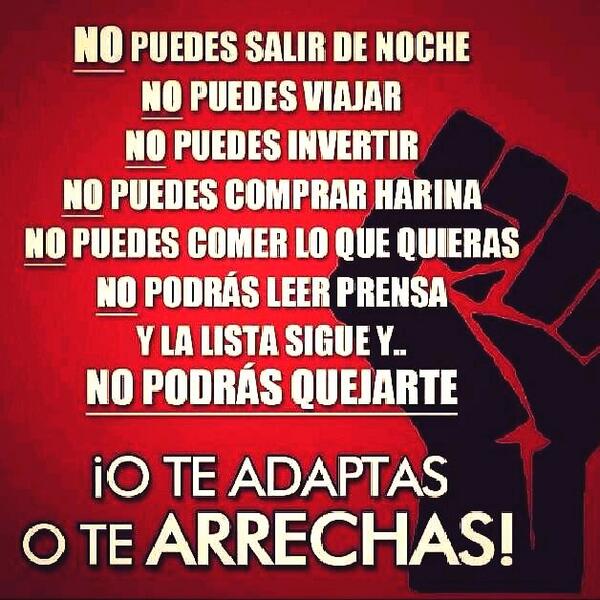 NO PUEDES SALIR DE NOCHE
NO PUEDES VIAJAR
NO PUEDES INVERTIR
NO PUEDES COMPRAR HARINA
NO PUEDES COMER LO QUE QUIERAS
NO PODRÁS LEER PRENSA
Y LA LISTA SIGUE Y..
NO PODRÁS QUEJARTE
¡O TE ADAPTAS
O TE ARRECHAS!